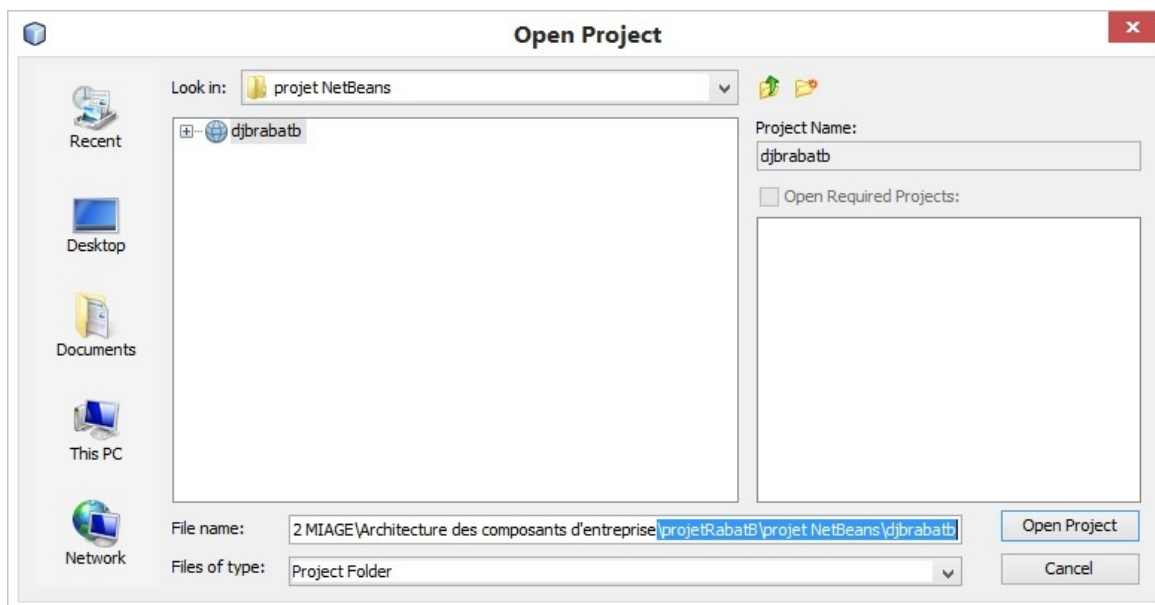 Open Project
Look in:
projet NetBeans
Recent
Desktop
Documents
This PC
Network
djbrabatb
Project Name:
djbrabatb
Open Required Projects:
File name:
2 MIAGE\Architecture des composants d'entreprise\projetRabatB\projet NetBeans\djbrabatb
Open Project
Files of type:
Project Folder
Cancel